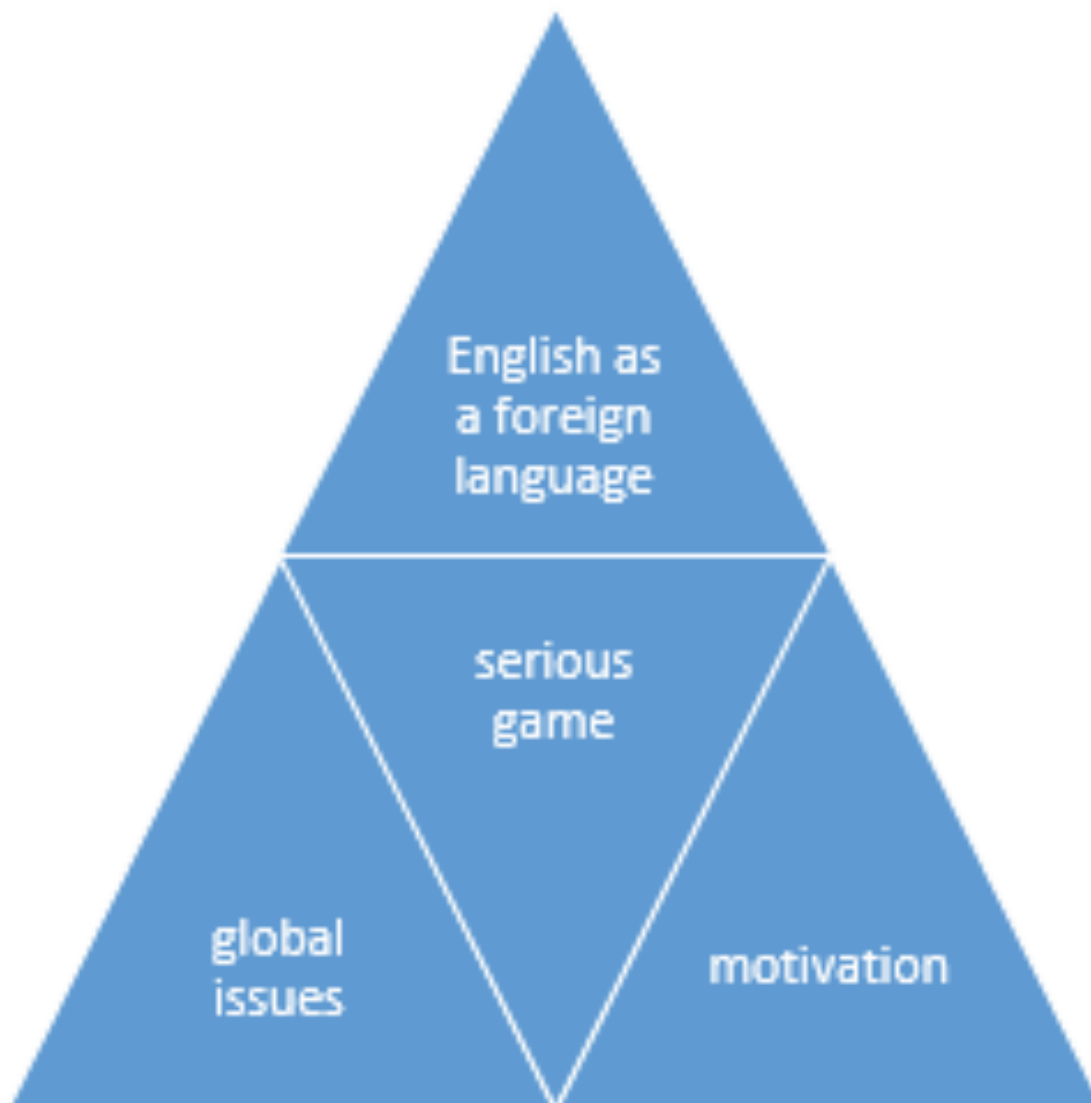 English as
a foreign
language
serious
game
global
issues
motivation